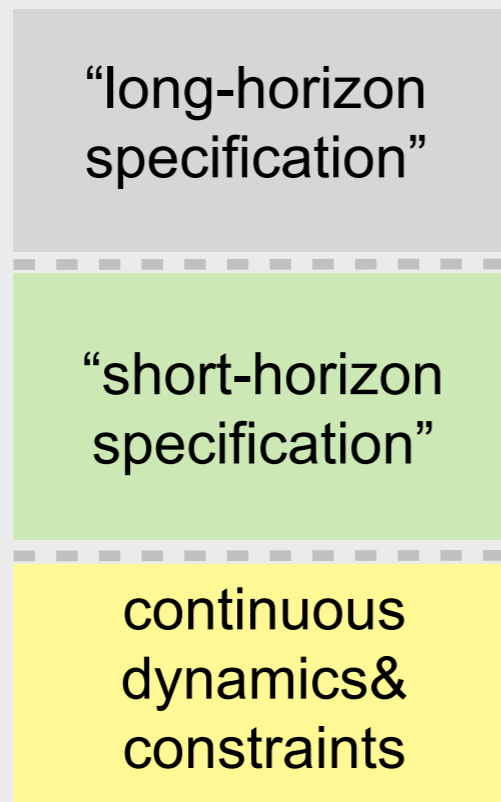 “long-horizon
specification”
“short-horizon
specification”
continuous
dynamics&
constraints